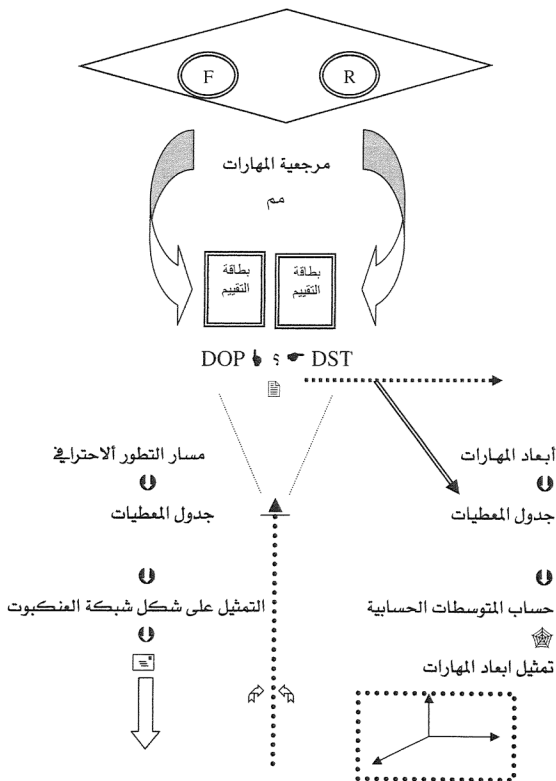 F R
مرجعية المهارات
مم
بطاقة بطاقة
التقييم التقييم
DOP ؟ DST
أبعاد المهارات
مسار التطور ألاحترافي
جدول المعطيات
جدول المعطيات
حساب المتوسطات الحسابية
التمثيل على شكل شبكة العنكبوت
تمثيل ابعاد المهارات